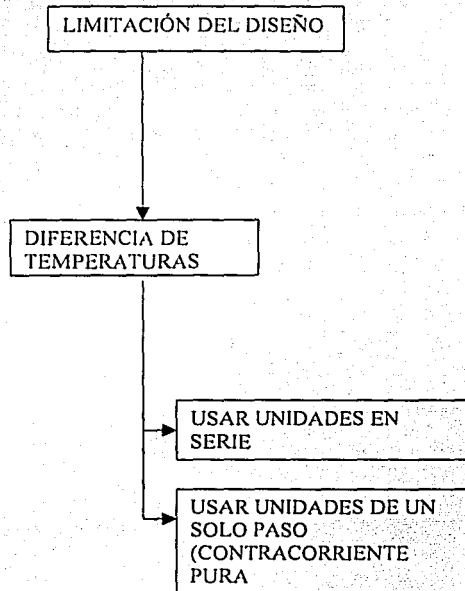 LIMITACIÓN DEL DISEÑO
DIFERENCIA DE
TEMPERATURAS
USAR UNIDADES EN
SERIE
USAR UNIDADES DE UN
SOLO PASO
(CONTRACORRIENTE
PURA